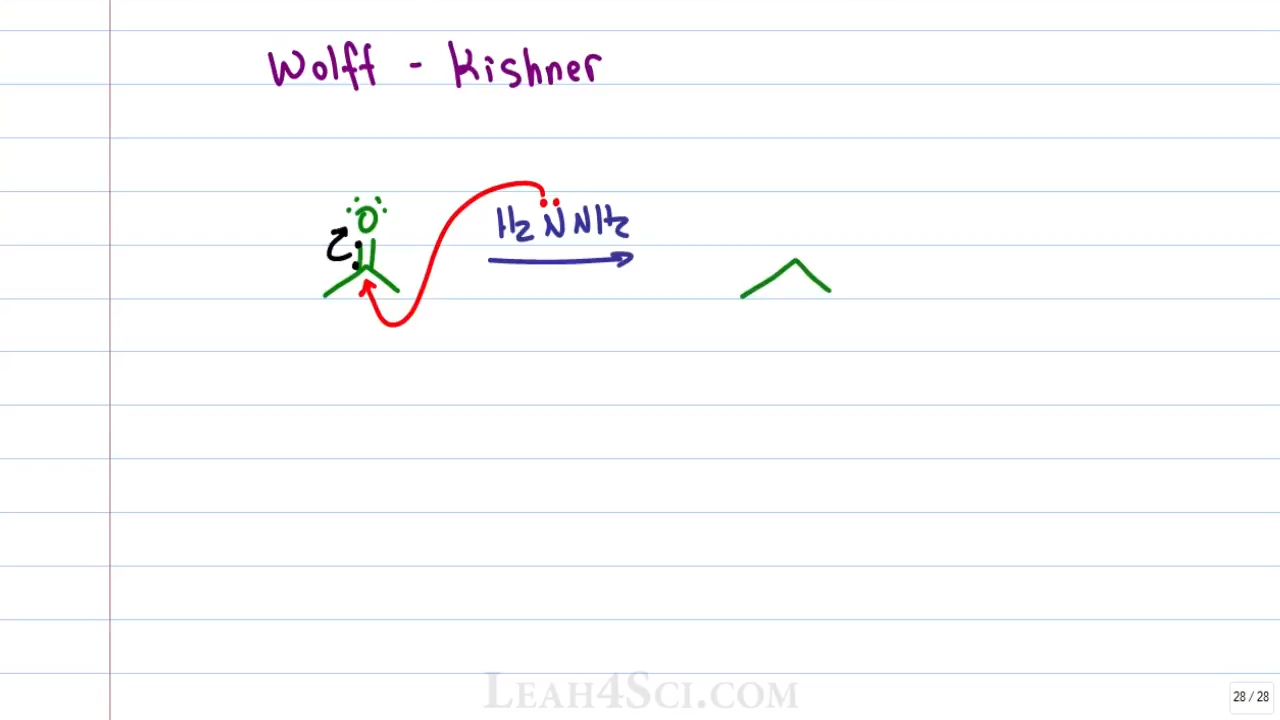 Wolff - Kishner
O
H₂NNH₂
LEAH4SCI.COM
28 / 28